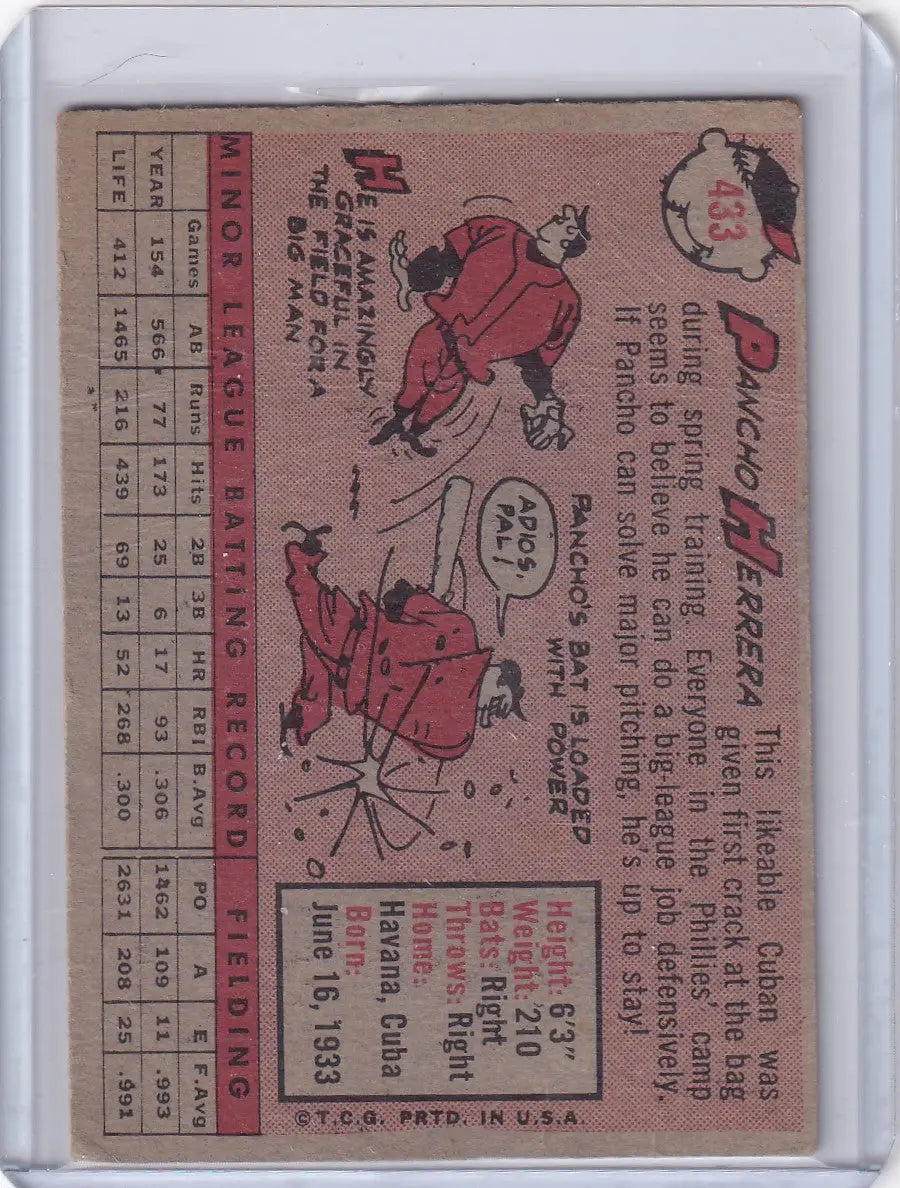 433
PANCHO HERRERA
This likeable Cuban was
given first crack at the bag
during spring training. Everyone in the Phillies' camp
seems to believe he can do a big-league job defensively.
If Pancho can solve major pitching, he's up to stay!
HE IS AMAZINGLY
GRACEFUL IN
THE FIELD FOR A
BIG MAN
PANCHO'S BAT IS LOADED
WITH POWER
ADIOS,
PAL!
Height: 6'3"
Weight: 210
Bats: Right
Throws: Right
Home:
Havana, Cuba
Born:
June 16, 1933
© T.C.G. PRTD. IN U.S.A.
MINOR LEAGUE BATTING RECORD FIELDING
Games AB Runs Hits 2B 3B HR RBI B.Avg PO A E F.Avg
YEAR 154 566 77 173 25 6 17 93 .306 1462 109 11 .993
LIFE 412 1465 216 439 69 13 52 268 .300 2631 208 25 .991